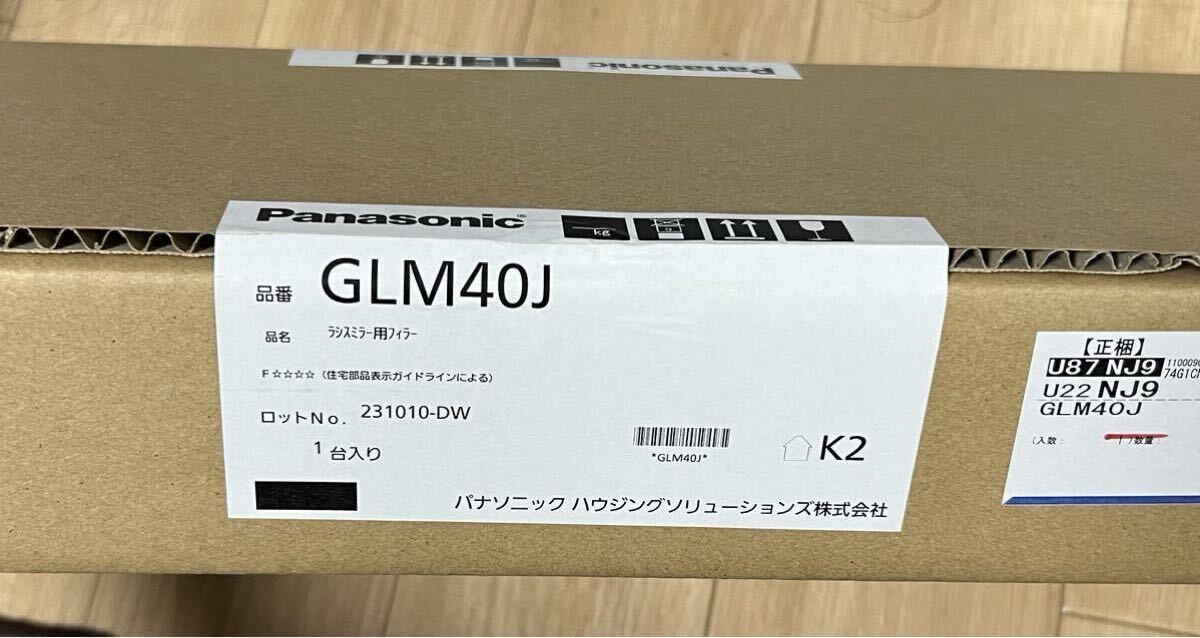 Panasonic
Panasonic®
kg
9
品番 GLM40J
品名 ラシスミラー用フィラー
F☆☆☆☆（住宅部品表示ガイドラインによる）
ロットNo. 231010-DW
1 台入り
*GLM40J*
K2
パナソニック ハウジングソリューションズ株式会社
【正梱】
U87 NJ9
U22 NJ9
GLM40J
（入数： 1 ）数量：